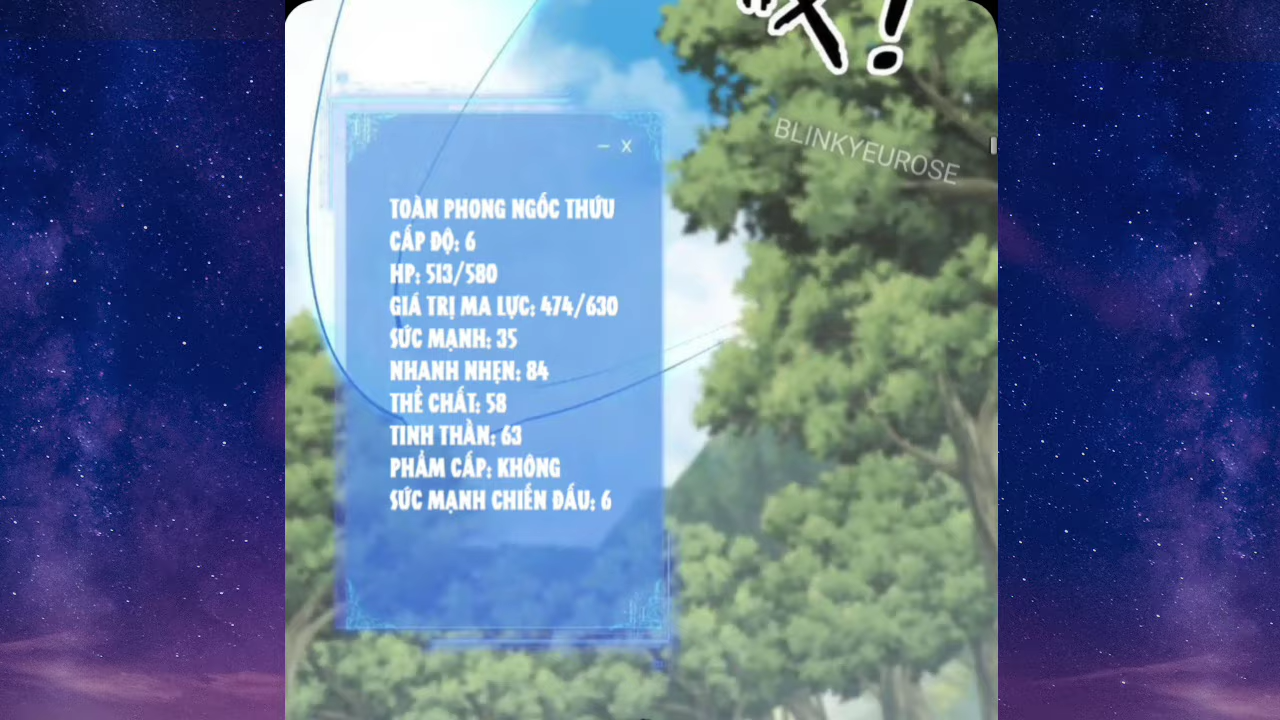 BLINKYEUROSE
– X
TOÀN PHONG NGỐC THỨU
CẤP ĐỘ: 6
HP: 513/580
GIÁ TRỊ MA LỰC: 474/630
SỨC MẠNH: 35
NHANH NHẸN: 84
THỂ CHẤT: 58
TINH THẦN: 63
PHẨM CẤP: KHÔNG
SỨC MẠNH CHIẾN ĐẤU: 6